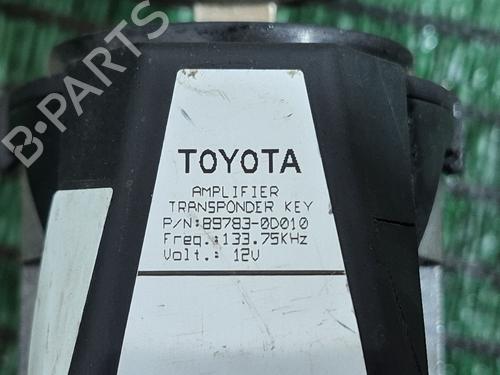 B-PARTS
TOYOTA
AMPLIFIER
TRANSPONDER KEY
P/N:89783-0D010
Freq.:133.75KHz
Volt.: 12V